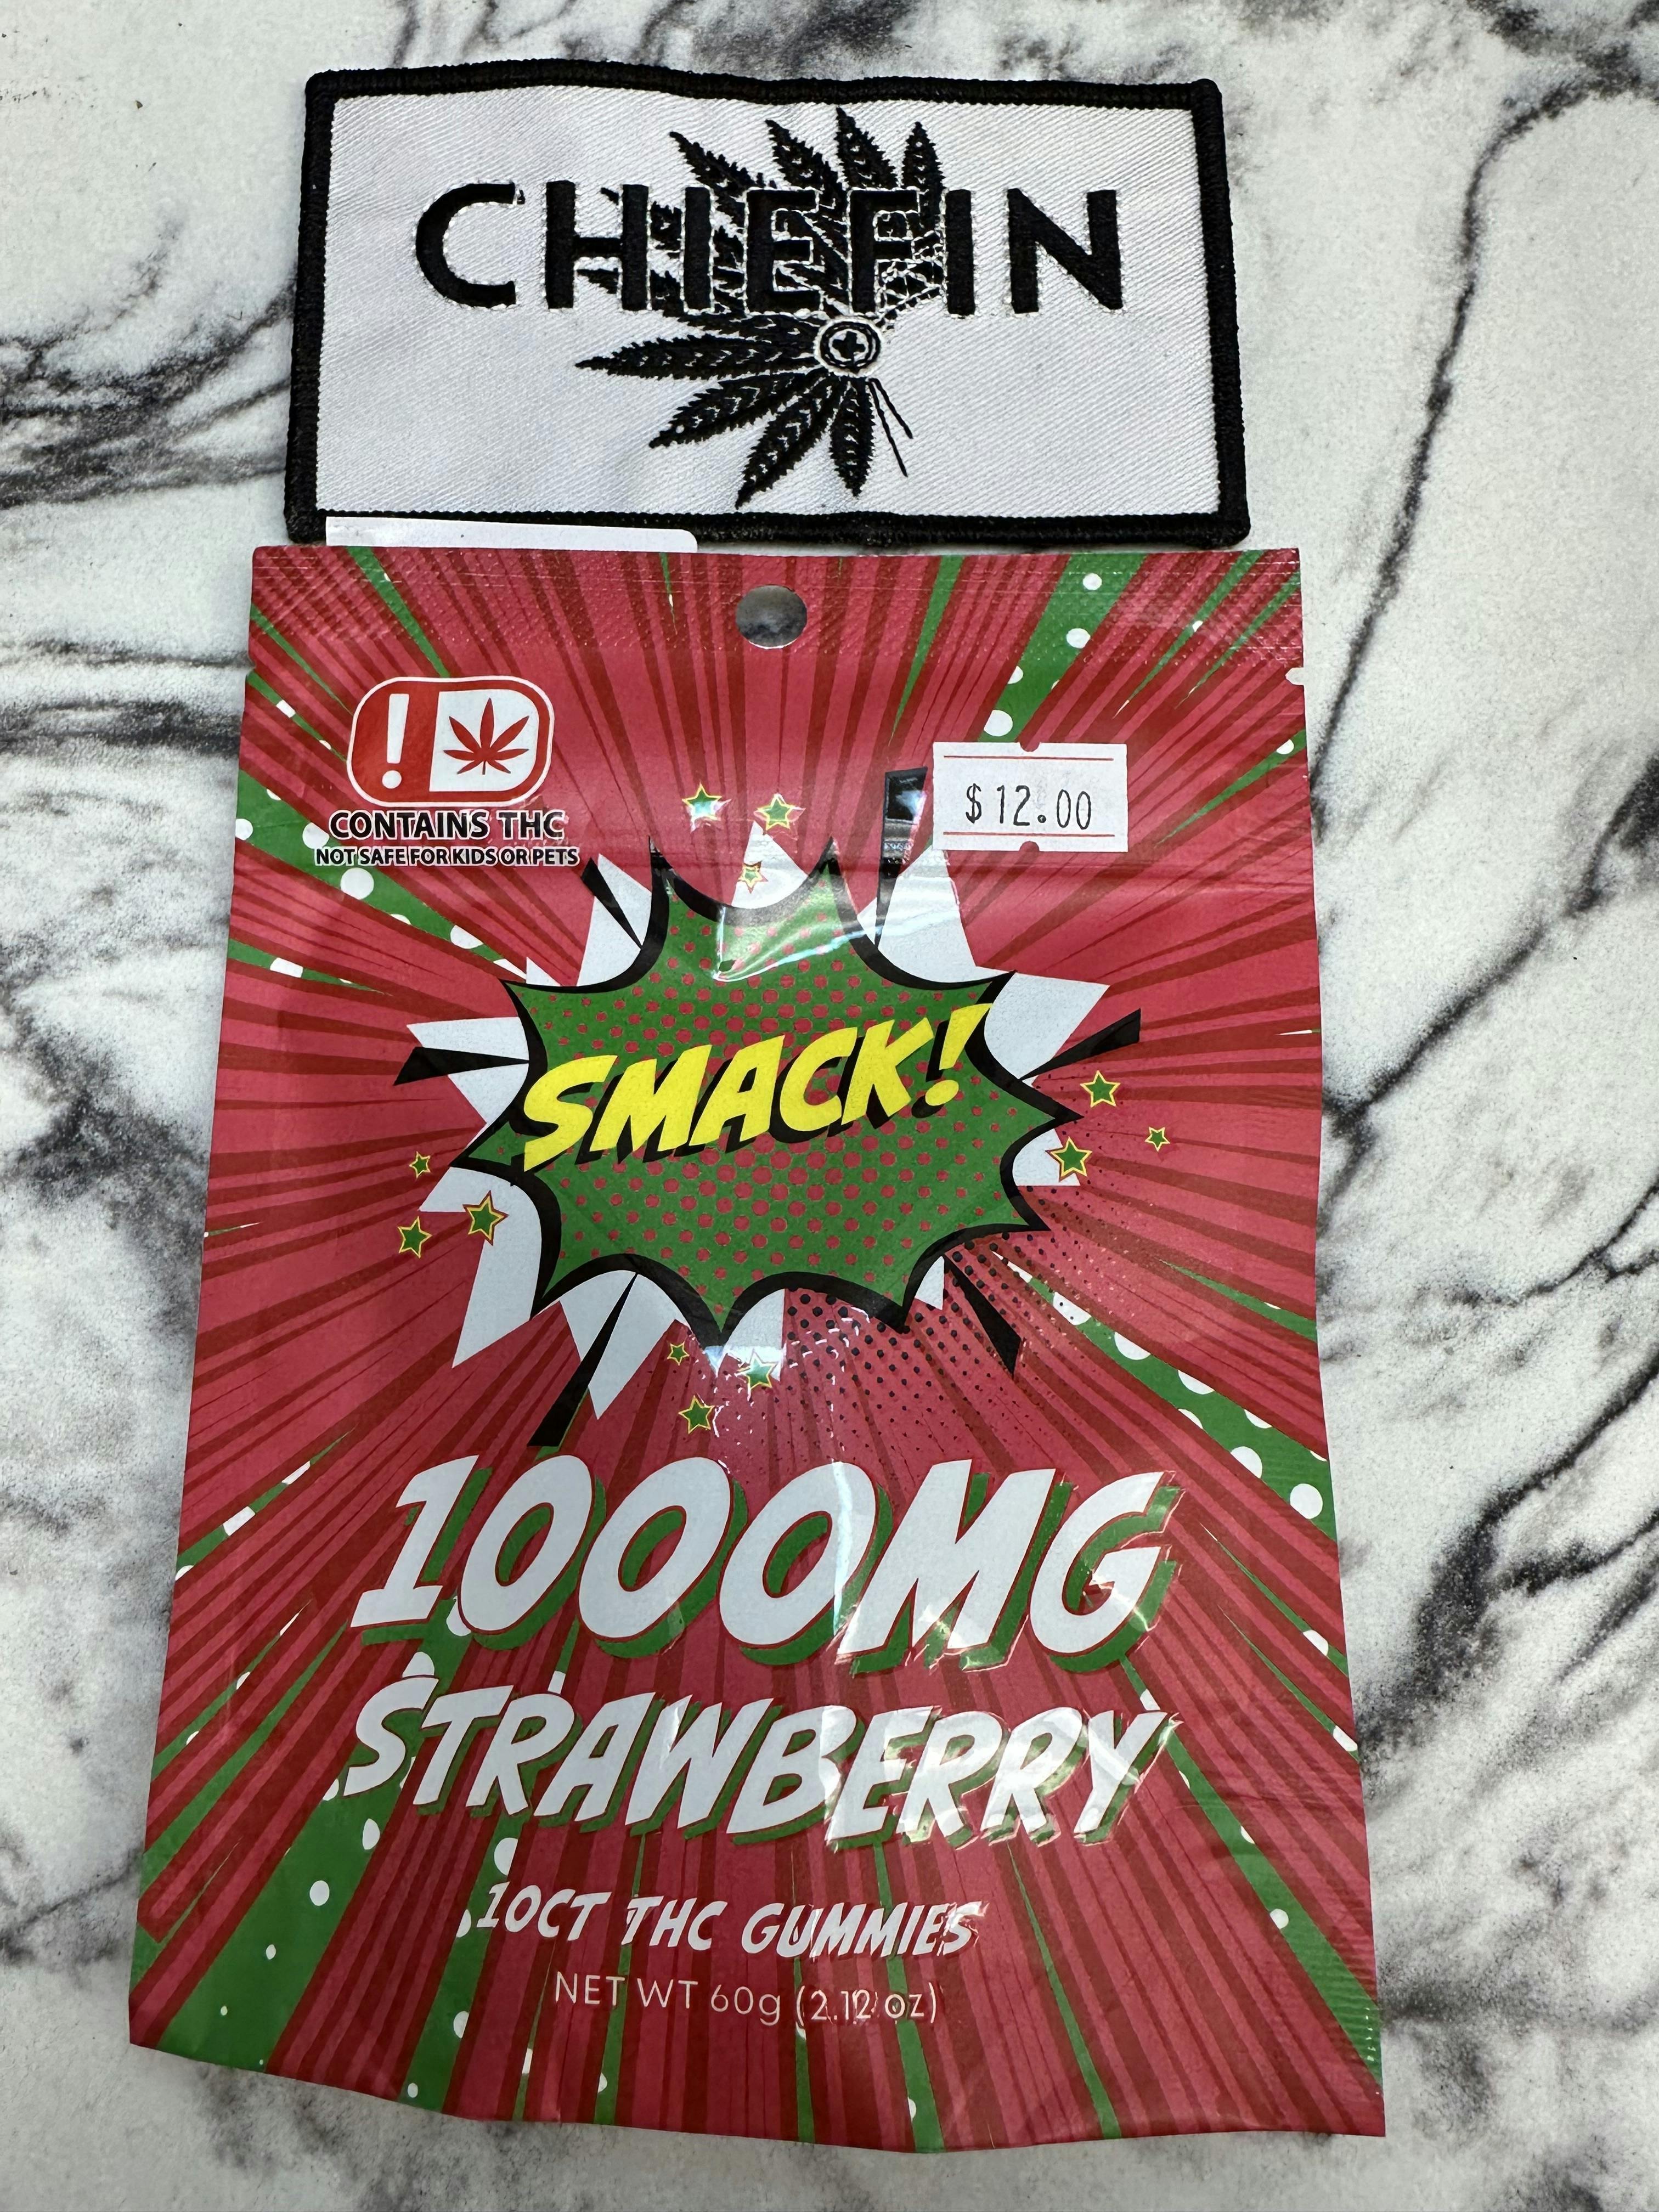 CHIEFIN
!
CONTAINS THC
NOT SAFE FOR KIDS OR PETS
$12.00
SMACK!
1000MG
STRAWBERRY
10CT THC GUMMIES
NET WT 60g (2.12 oz)